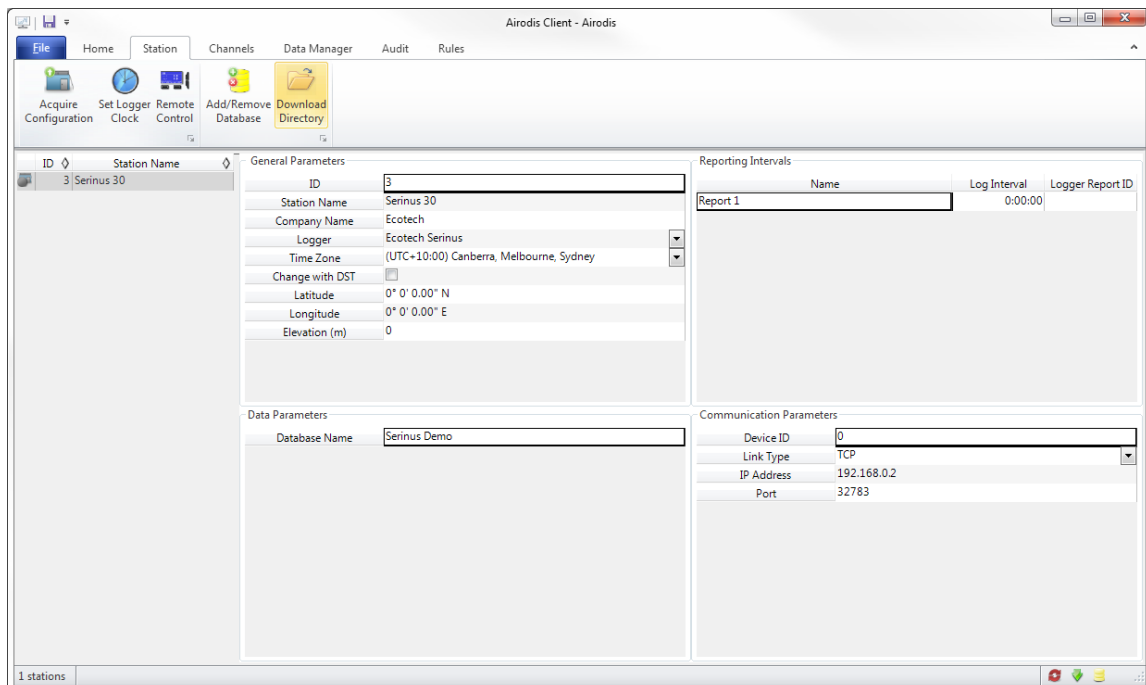 Airodis Client - Airodis
File Home Station Channels Data Manager Audit Rules
Acquire Configuration
Set Logger Clock
Remote Control
Add/Remove Database
Download Directory
ID Station Name
3 Serinus 30
General Parameters
ID 3
Station Name Serinus 30
Company Name Ecotech
Logger Ecotech Serinus
Time Zone (UTC+10:00) Canberra, Melbourne, Sydney
Change with DST
Latitude 0° 0' 0.00" N
Longitude 0° 0' 0.00" E
Elevation (m) 0
Reporting Intervals
Name Log Interval Logger Report ID
Report 1 0:00:00
Data Parameters
Database Name Serinus Demo
Communication Parameters
Device ID 0
Link Type TCP
IP Address 192.168.0.2
Port 32783
1 stations